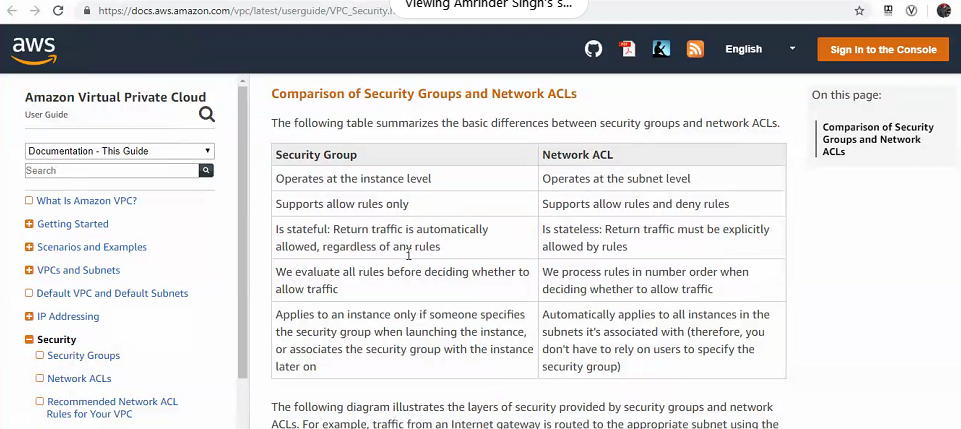 Viewing Amrinder Singh's s...
https://docs.aws.amazon.com/vpc/latest/userguide/VPC_Security.
aws
PDF
English
Sign In to the Console
Amazon Virtual Private Cloud
User Guide
Documentation - This Guide
Search
What Is Amazon VPC?
Getting Started
Scenarios and Examples
VPCs and Subnets
Default VPC and Default Subnets
IP Addressing
Security
Security Groups
Network ACLs
Recommended Network ACL
Rules for Your VPC
Comparison of Security Groups and Network ACLs
The following table summarizes the basic differences between security groups and network ACLs.
Security Group
Network ACL
Operates at the instance level
Operates at the subnet level
Supports allow rules only
Supports allow rules and deny rules
Is stateful: Return traffic is automatically
allowed, regardless of any rules
Is stateless: Return traffic must be explicitly
allowed by rules
We evaluate all rules before deciding whether to
allow traffic
We process rules in number order when
deciding whether to allow traffic
Applies to an instance only if someone specifies
the security group when launching the instance,
or associates the security group with the instance
later on
Automatically applies to all instances in the
subnets it's associated with (therefore, you
don't have to rely on users to specify the
security group)
The following diagram illustrates the layers of security provided by security groups and network
ACLs. For example, traffic from an Internet gateway is routed to the appropriate subnet using the
On this page:
Comparison of Security
Groups and Network
ACLs